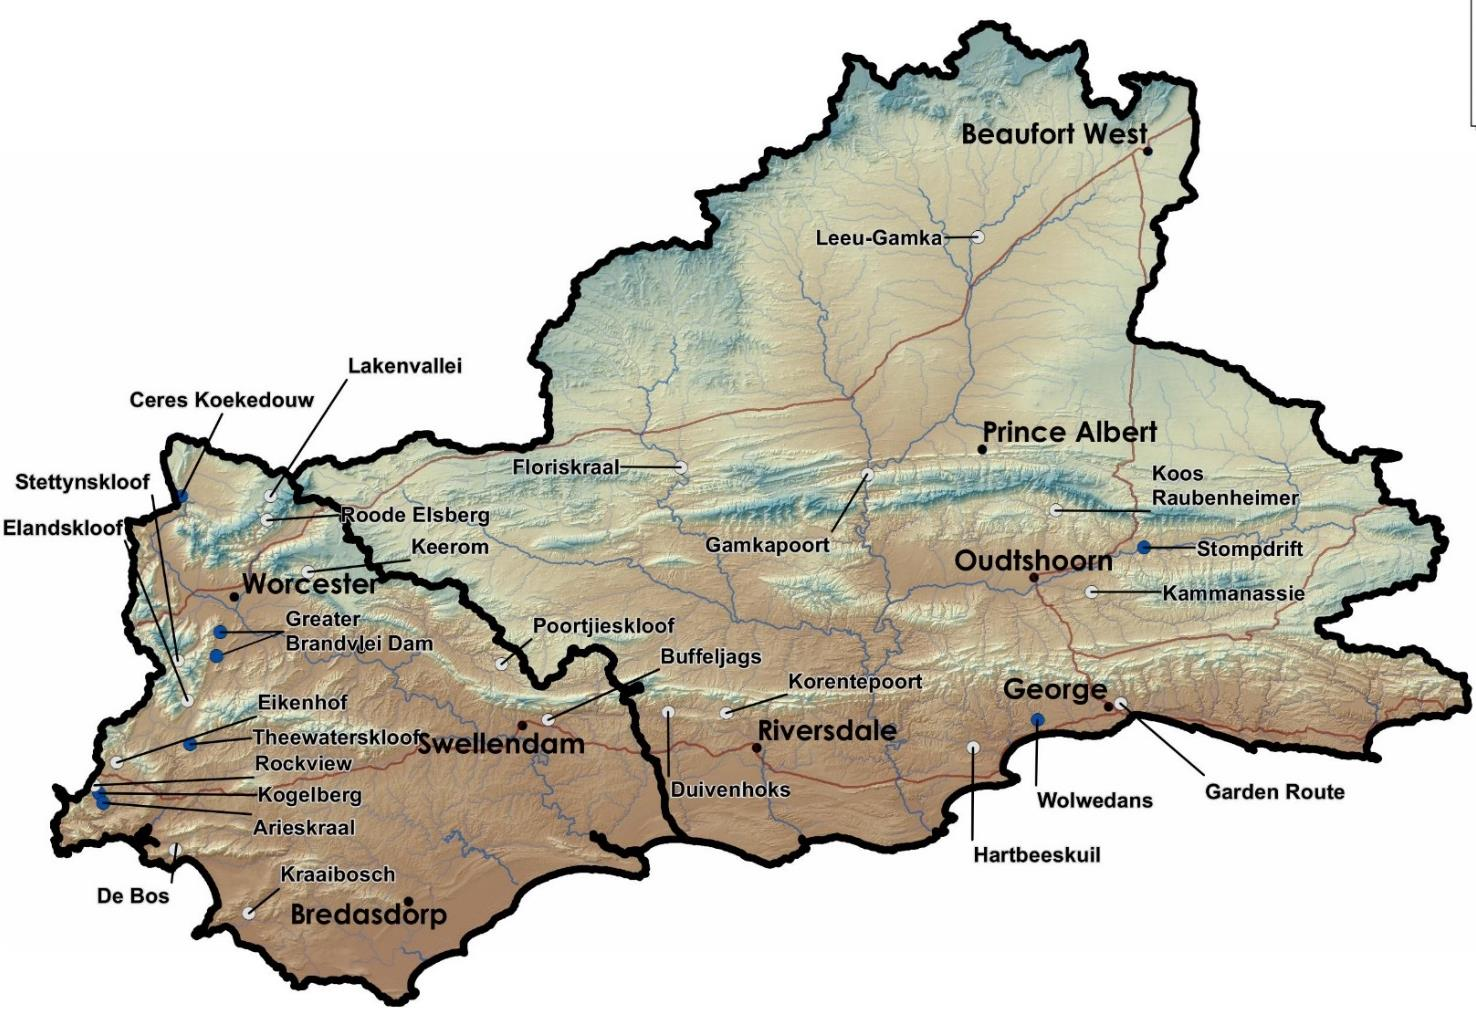 Beaufort West
Leeu-Gamka
Lakenvallei
Ceres Koekedouw
Prince Albert
Floriskraal
Koos
Raubenheimer
Stettynskloof
Roode Elsberg
Elandskloof
Keerom
Gamkapoort
Stompdrift
Oudtshoorn
Worcester
Kammanassie
Greater
Brandvlei Dam
Poortjieskloof
Buffeljags
Korentepoort
George
Eikenhof
Theewaterskloof
Swellendam
Riversdale
Rockview
Duivenhoks
Kogelberg
Wolwedans
Garden Route
Arieskraal
Hartbeeskuil
Kraaibosch
De Bos
Bredasdorp